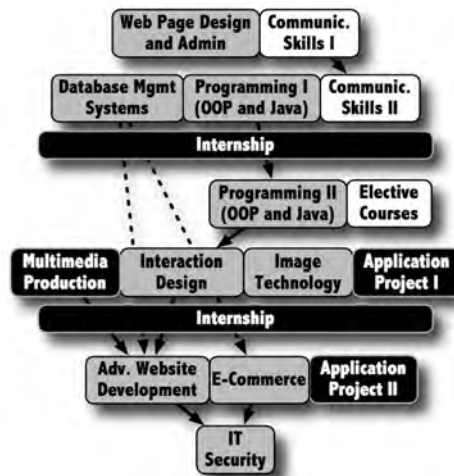 Web Page Design Communic.
and Admin Skills I
Database Mgmt Programming I Communic.
Systems (OOP and Java) Skills II
Internship
Programming II Elective
(OOP and Java) Courses
Multimedia Interaction Image Application
Production Design Technology Project I
Internship
Adv. Website E-Commerce Application
Development Project II
IT
Security